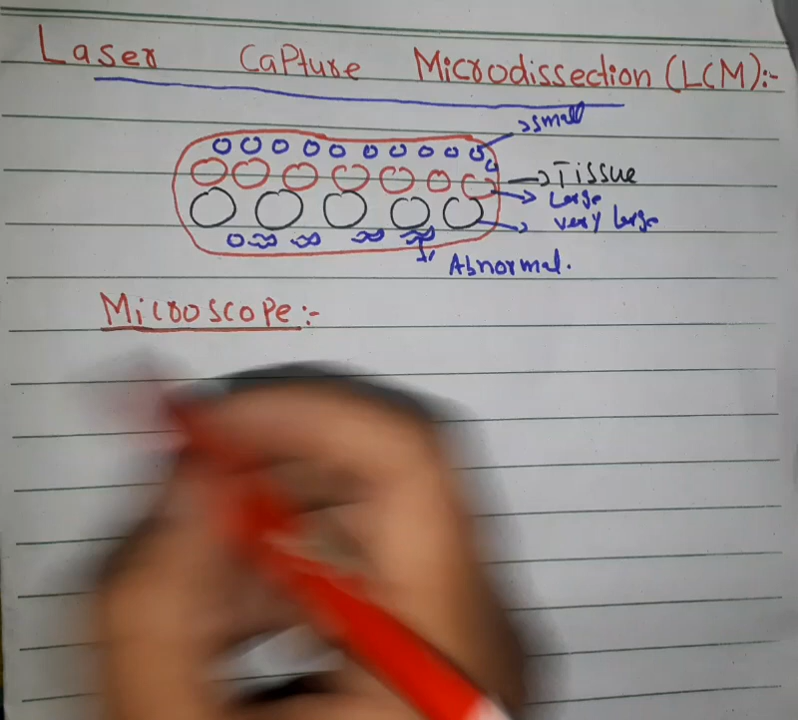 Laser Capture Microdissection (LCM):-
small
Tissue
Large
very large
Abnormal.
Microscope:-